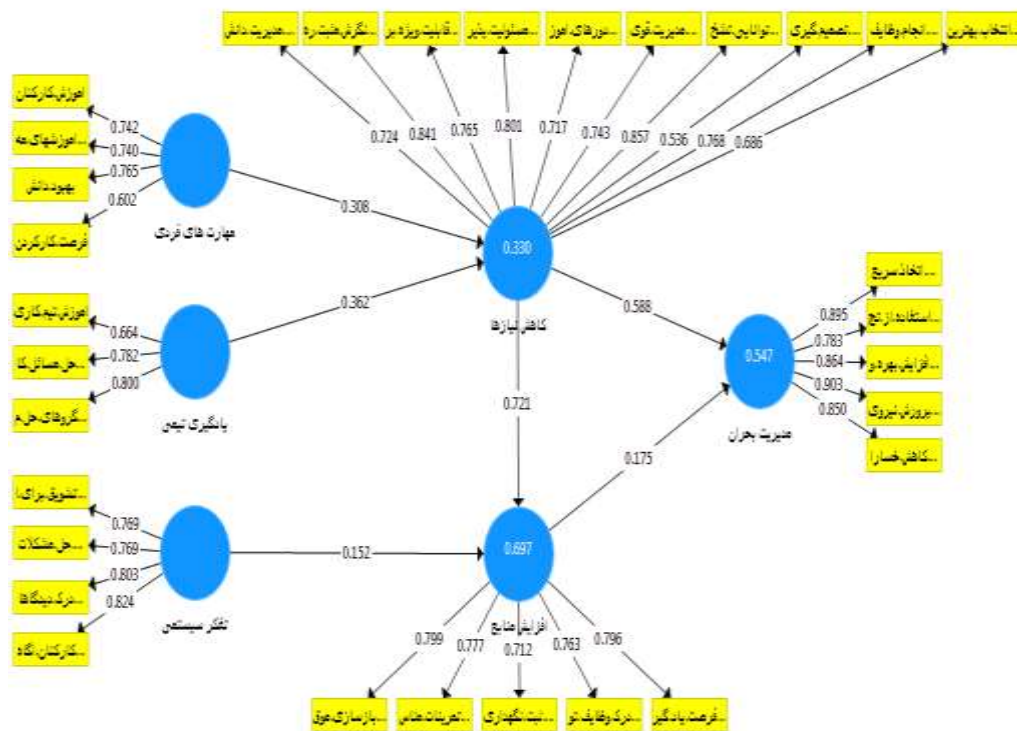 مدیریت.دانش...
نگرش.مثبت.ره...
قابلیت.ویژه.بر...
مسئولیت.پذیر...
دورهای.اموز...
مدیریت.قوی...
توانایی.تشخ...
تصمیم.گیری...
انجام.وظایف...
انتخاب.بهترین...
0.724
0.841
0.765
0.801
0.717
0.743
0.857
0.536
0.768
0.686
اموزش.کارکنان
اموزشهای.مه...
بهبود.دانش
فرصت.کارکردن
0.742
0.740
0.765
0.602
مهارت های فردی
0.308
0.330
کاهش نیازها
اموزش.تیم.کاری...
حل.مسائل.کا...
گروهای.حل.م...
0.664
0.782
0.800
یادگیری تیمی
0.362
0.588
0.721
0.547
مدیریت بحران
0.895
0.783
0.864
0.903
0.850
اتخاذ.سریع...
استفاده.از.تج...
افزایش.بهره.و...
پرورش.نیروی...
کاهش.خسارا...
0.175
تشویق.برای.ا...
حل.مشکلات...
درک.دیدگاها...
کارکنان.نگاه...
0.769
0.769
0.803
0.824
تفکر سیستمی
0.152
0.697
افزایش منابع
0.799
0.777
0.712
0.763
0.796
بازسازی.موق...
تمرینات.مناس...
ثبت.نگهداری...
درک.وظایف.تو...
فرصت.یادگیر...